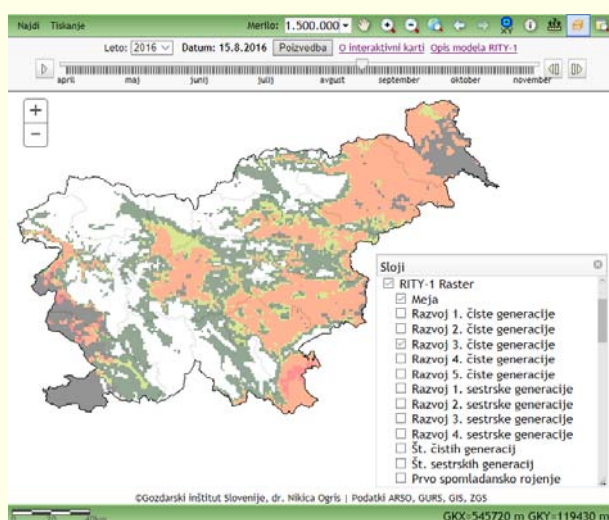 Najdi Tiskanje Merilo: 1.500.000
Leto: 2016 Datum: 15.8.2016 Poizvedba O interaktivni karti Opis modela RITY-1
april maj junij julij avgust september oktober november
+
−
Sloji
RITY-1 Raster
Meja
Razvoj 1. čiste generacije
Razvoj 2. čiste generacije
Razvoj 3. čiste generacije
Razvoj 4. čiste generacije
Razvoj 5. čiste generacije
Razvoj 1. sestrske generacije
Razvoj 2. sestrske generacije
Razvoj 3. sestrske generacije
Razvoj 4. sestrske generacije
Št. čistih generacij
Št. sestrskih generacij
Prvo spomladansko rojenje
©Gozdarski inštitut Slovenije, dr. Nikica Ogris | Podatki ARSO, GURS, GIS, ZGS
GKX=545720 m GKY=119430 m